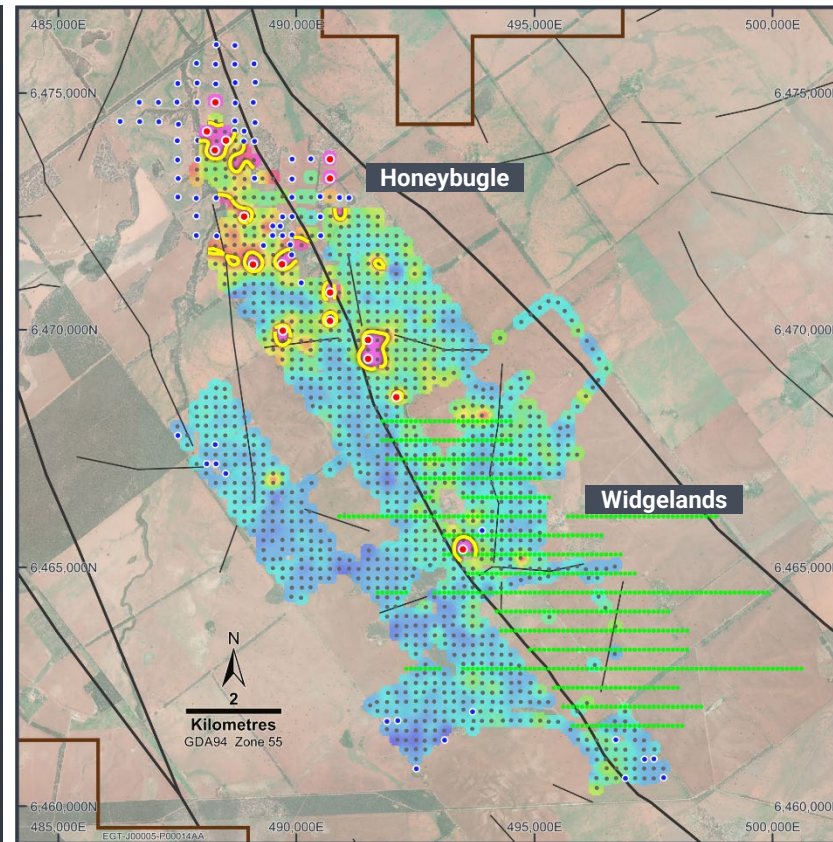 485,000E
490,000E
495,000E
500,000E
6,475,000N
6,475,000N
Honeybugle
6,470,000N
6,470,000N
Widgelands
6,465,000N
6,465,000N
N
2
Kilometres
GDA94 Zone 55
6,460,000N
6,460,000N
485,000E
490,000E
495,000E
500,000E
EGT-J00005-P00014AA